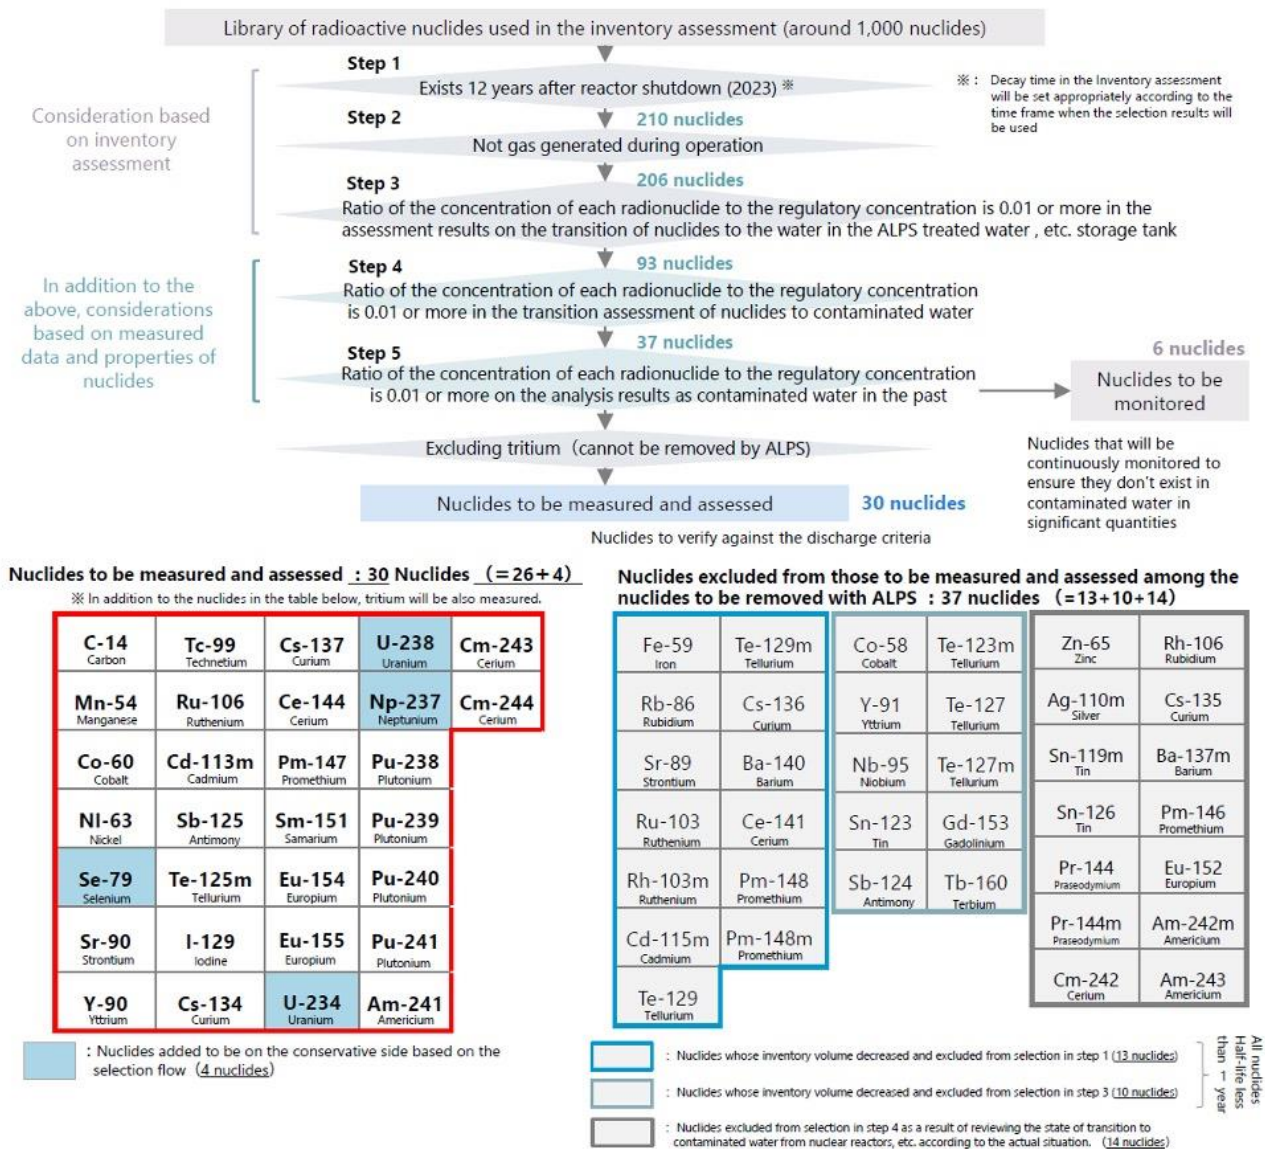 Library of radioactive nuclides used in the inventory assessment (around 1,000 nuclides)
Step 1
Exists 12 years after reactor shutdown (2023) ※
※ : Decay time in the Inventory assessment
will be set appropriately according to the
time frame when the selection results will
be used
Consideration based
on inventory
assessment
Step 2
210 nuclides
Not gas generated during operation
Step 3
206 nuclides
Ratio of the concentration of each radionuclide to the regulatory concentration is 0.01 or more in the
assessment results on the transition of nuclides to the water in the ALPS treated water , etc. storage tank
In addition to the
above, considerations
based on measured
data and properties of
nuclides
Step 4
93 nuclides
Ratio of the concentration of each radionuclide to the regulatory concentration
is 0.01 or more in the transition assessment of nuclides to contaminated water
Step 5
37 nuclides
Ratio of the concentration of each radionuclide to the regulatory concentration
is 0.01 or more on the analysis results as contaminated water in the past
6 nuclides
Nuclides to be
monitored
Nuclides that will be
continuously monitored to
ensure they don't exist in
contaminated water in
significant quantities
Excluding tritium (cannot be removed by ALPS)
Nuclides to be measured and assessed
30 nuclides
Nuclides to verify against the discharge criteria
Nuclides to be measured and assessed : 30 Nuclides (=26+4)
※ In addition to the nuclides in the table below, tritium will be also measured.
C-14 Tc-99 Cs-137 U-238 Cm-243
Carbon Technetium Curium Uranium Cerium
Mn-54 Ru-106 Ce-144 Np-237 Cm-244
Manganese Ruthenium Cerium Neptunium Cerium
Co-60 Cd-113m Pm-147 Pu-238
Cobalt Cadmium Promethium Plutonium
NI-63 Sb-125 Sm-151 Pu-239
Nickel Antimony Samarium Plutonium
Se-79 Te-125m Eu-154 Pu-240
Selenium Tellurium Europium Plutonium
Sr-90 I-129 Eu-155 Pu-241
Strontium Iodine Europium Plutonium
Y-90 Cs-134 U-234 Am-241
Yttrium Curium Uranium Americium
: Nuclides added to be on the conservative side based on the
selection flow (4 nuclides)
Nuclides excluded from those to be measured and assessed among the
nuclides to be removed with ALPS : 37 nuclides (=13+10+14)
Fe-59 Te-129m
Iron Tellurium
Rb-86 Cs-136
Rubidium Curium
Sr-89 Ba-140
Strontium Barium
Ru-103 Ce-141
Ruthenium Cerium
Rh-103m Pm-148
Ruthenium Promethium
Cd-115m Pm-148m
Cadmium Promethium
Te-129
Tellurium
Co-58 Te-123m
Cobalt Tellurium
Y-91 Te-127
Yttrium Tellurium
Nb-95 Te-127m
Niobium Tellurium
Sn-123 Gd-153
Tin Gadolinium
Sb-124 Tb-160
Antimony Terbium
Zn-65 Rh-106
Zinc Rubidium
Ag-110m Cs-135
Silver Curium
Sn-119m Ba-137m
Tin Barium
Sn-126 Pm-146
Tin Promethium
Pr-144 Eu-152
Praseodymium Europium
Pr-144m Am-242m
Praseodymium Americium
Cm-242 Am-243
Cerium Americium
: Nuclides whose inventory volume decreased and excluded from selection in step 1 (13 nuclides)
: Nuclides whose inventory volume decreased and excluded from selection in step 3 (10 nuclides)
All nuclides
Half-life less
than 1 year
: Nuclides excluded from selection in step 4 as a result of reviewing the state of transition to
contaminated water from nuclear reactors, etc. according to the actual situation. (14 nuclides)